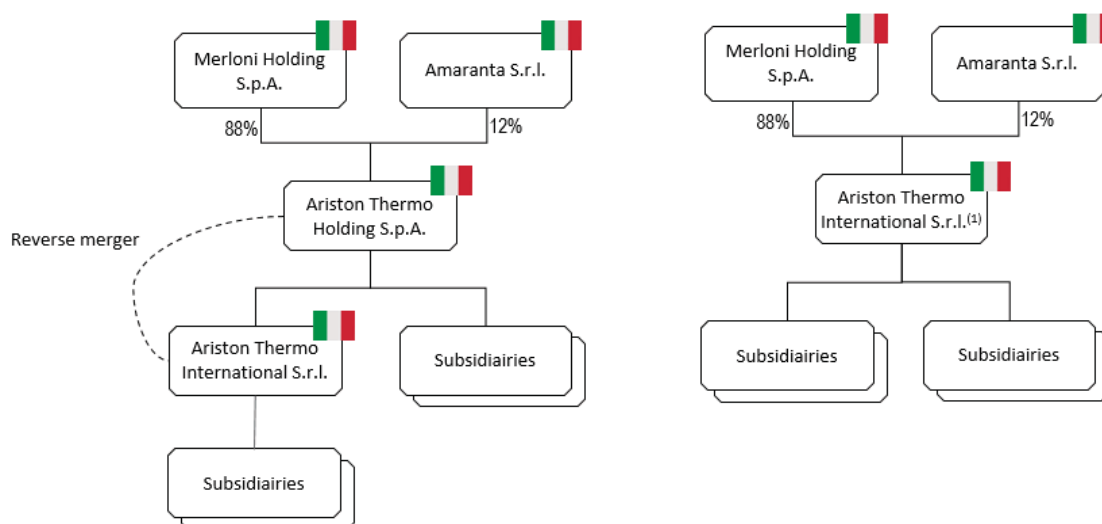 Merloni Holding
S.p.A.
Amaranta S.r.l.
88%
12%
Ariston Thermo
Holding S.p.A.
Reverse merger
Ariston Thermo
International S.r.l.
Subsidiairies
Subsidiairies
Merloni Holding
S.p.A.
Amaranta S.r.l.
88%
12%
Ariston Thermo
International S.r.l.(1)
Subsidiairies
Subsidiairies